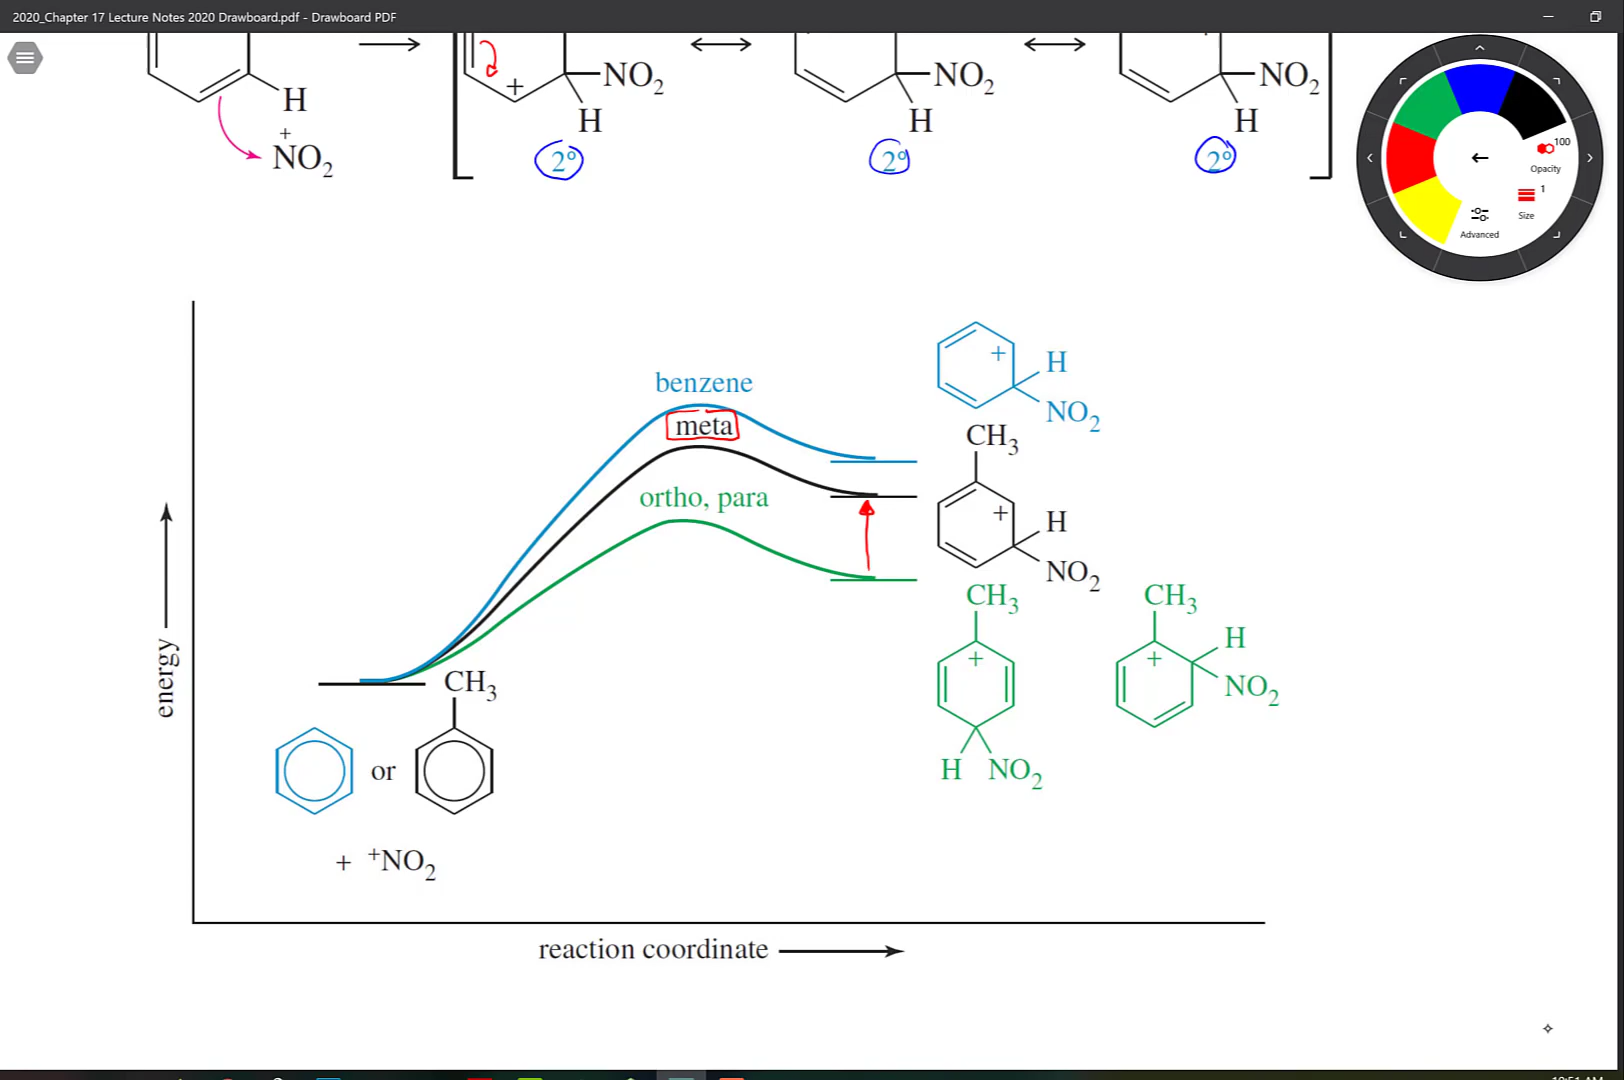 2020_Chapter 17 Lecture Notes 2020 Drawboard.pdf - Drawboard PDF
H
+
NO2
+
NO2
H
2°
NO2
H
2°
NO2
H
2°
100
Opacity
1
Size
Advanced
benzene
meta
ortho, para
+
H
NO2
CH3
+
H
NO2
CH3
+
H NO2
CH3
+
H
NO2
energy
CH3
or
+ +NO2
reaction coordinate